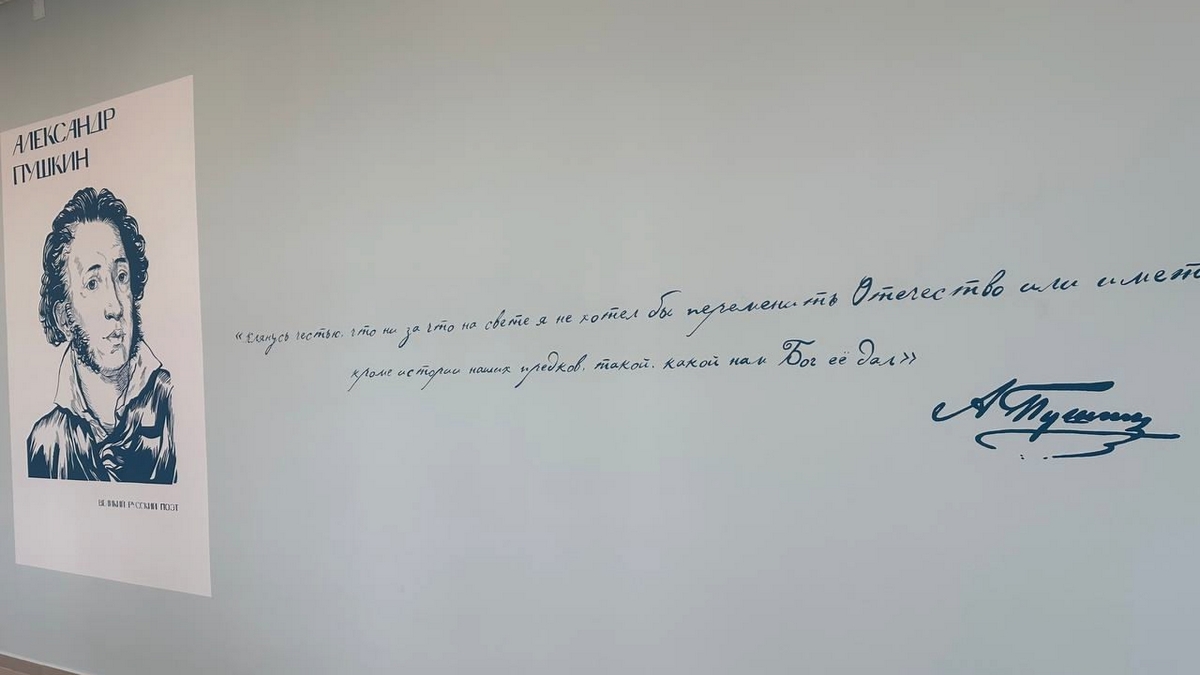 АЛЕКСАНДР
ПУШКИН
ВЕЛИКИЙ РУССКИЙ ПОЭТ
«Клянусь честью, что ни за что на свете я не хотел бы переменить Отечество или имет
кроме истории наших предков, такой, какой нам Бог её дал»
А Пушкин